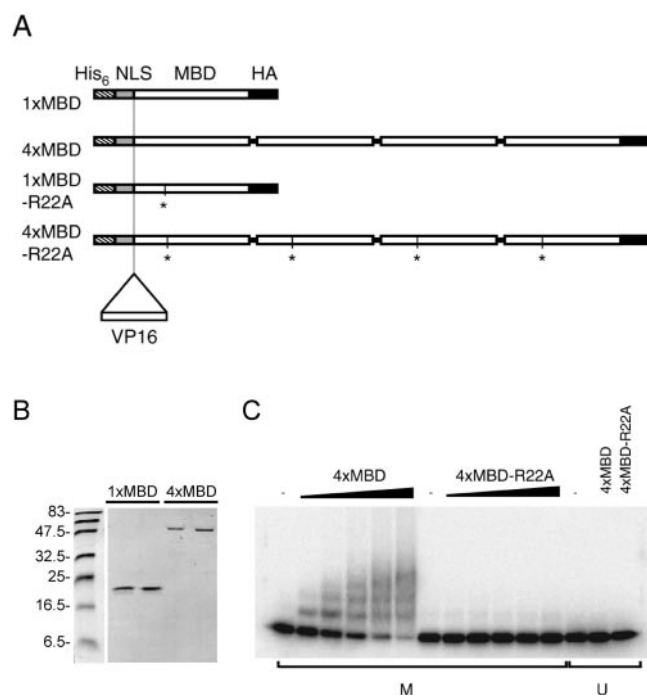 A
His6 NLS MBD HA
1xMBD
4xMBD
1xMBD
-R22A
*
4xMBD
-R22A
* * * *
VP16
B
1xMBD 4xMBD
83-
47.5-
32.5-
25-
16.5-
6.5-
C
- 4xMBD - 4xMBD-R22A - 4xMBD 4xMBD-R22A
M U